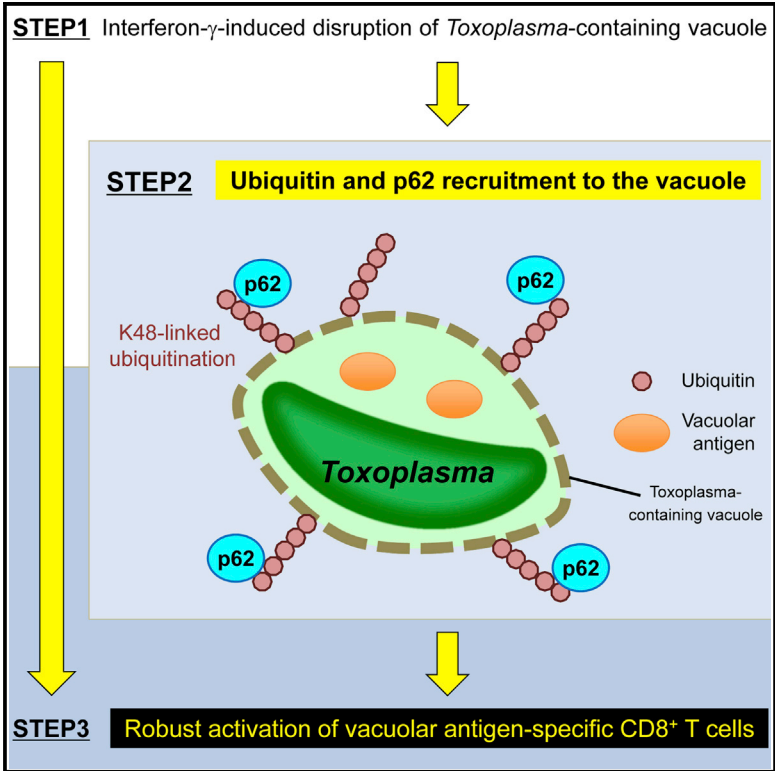 STEP1 Interferon-γ-induced disruption of Toxoplasma-containing vacuole
STEP2 Ubiquitin and p62 recruitment to the vacuole
p62
p62
K48-linked
ubiquitination
Ubiquitin
Vacuolar
antigen
Toxoplasma
Toxoplasma-
containing vacuole
p62
p62
STEP3 Robust activation of vacuolar antigen-specific CD8⁺ T cells